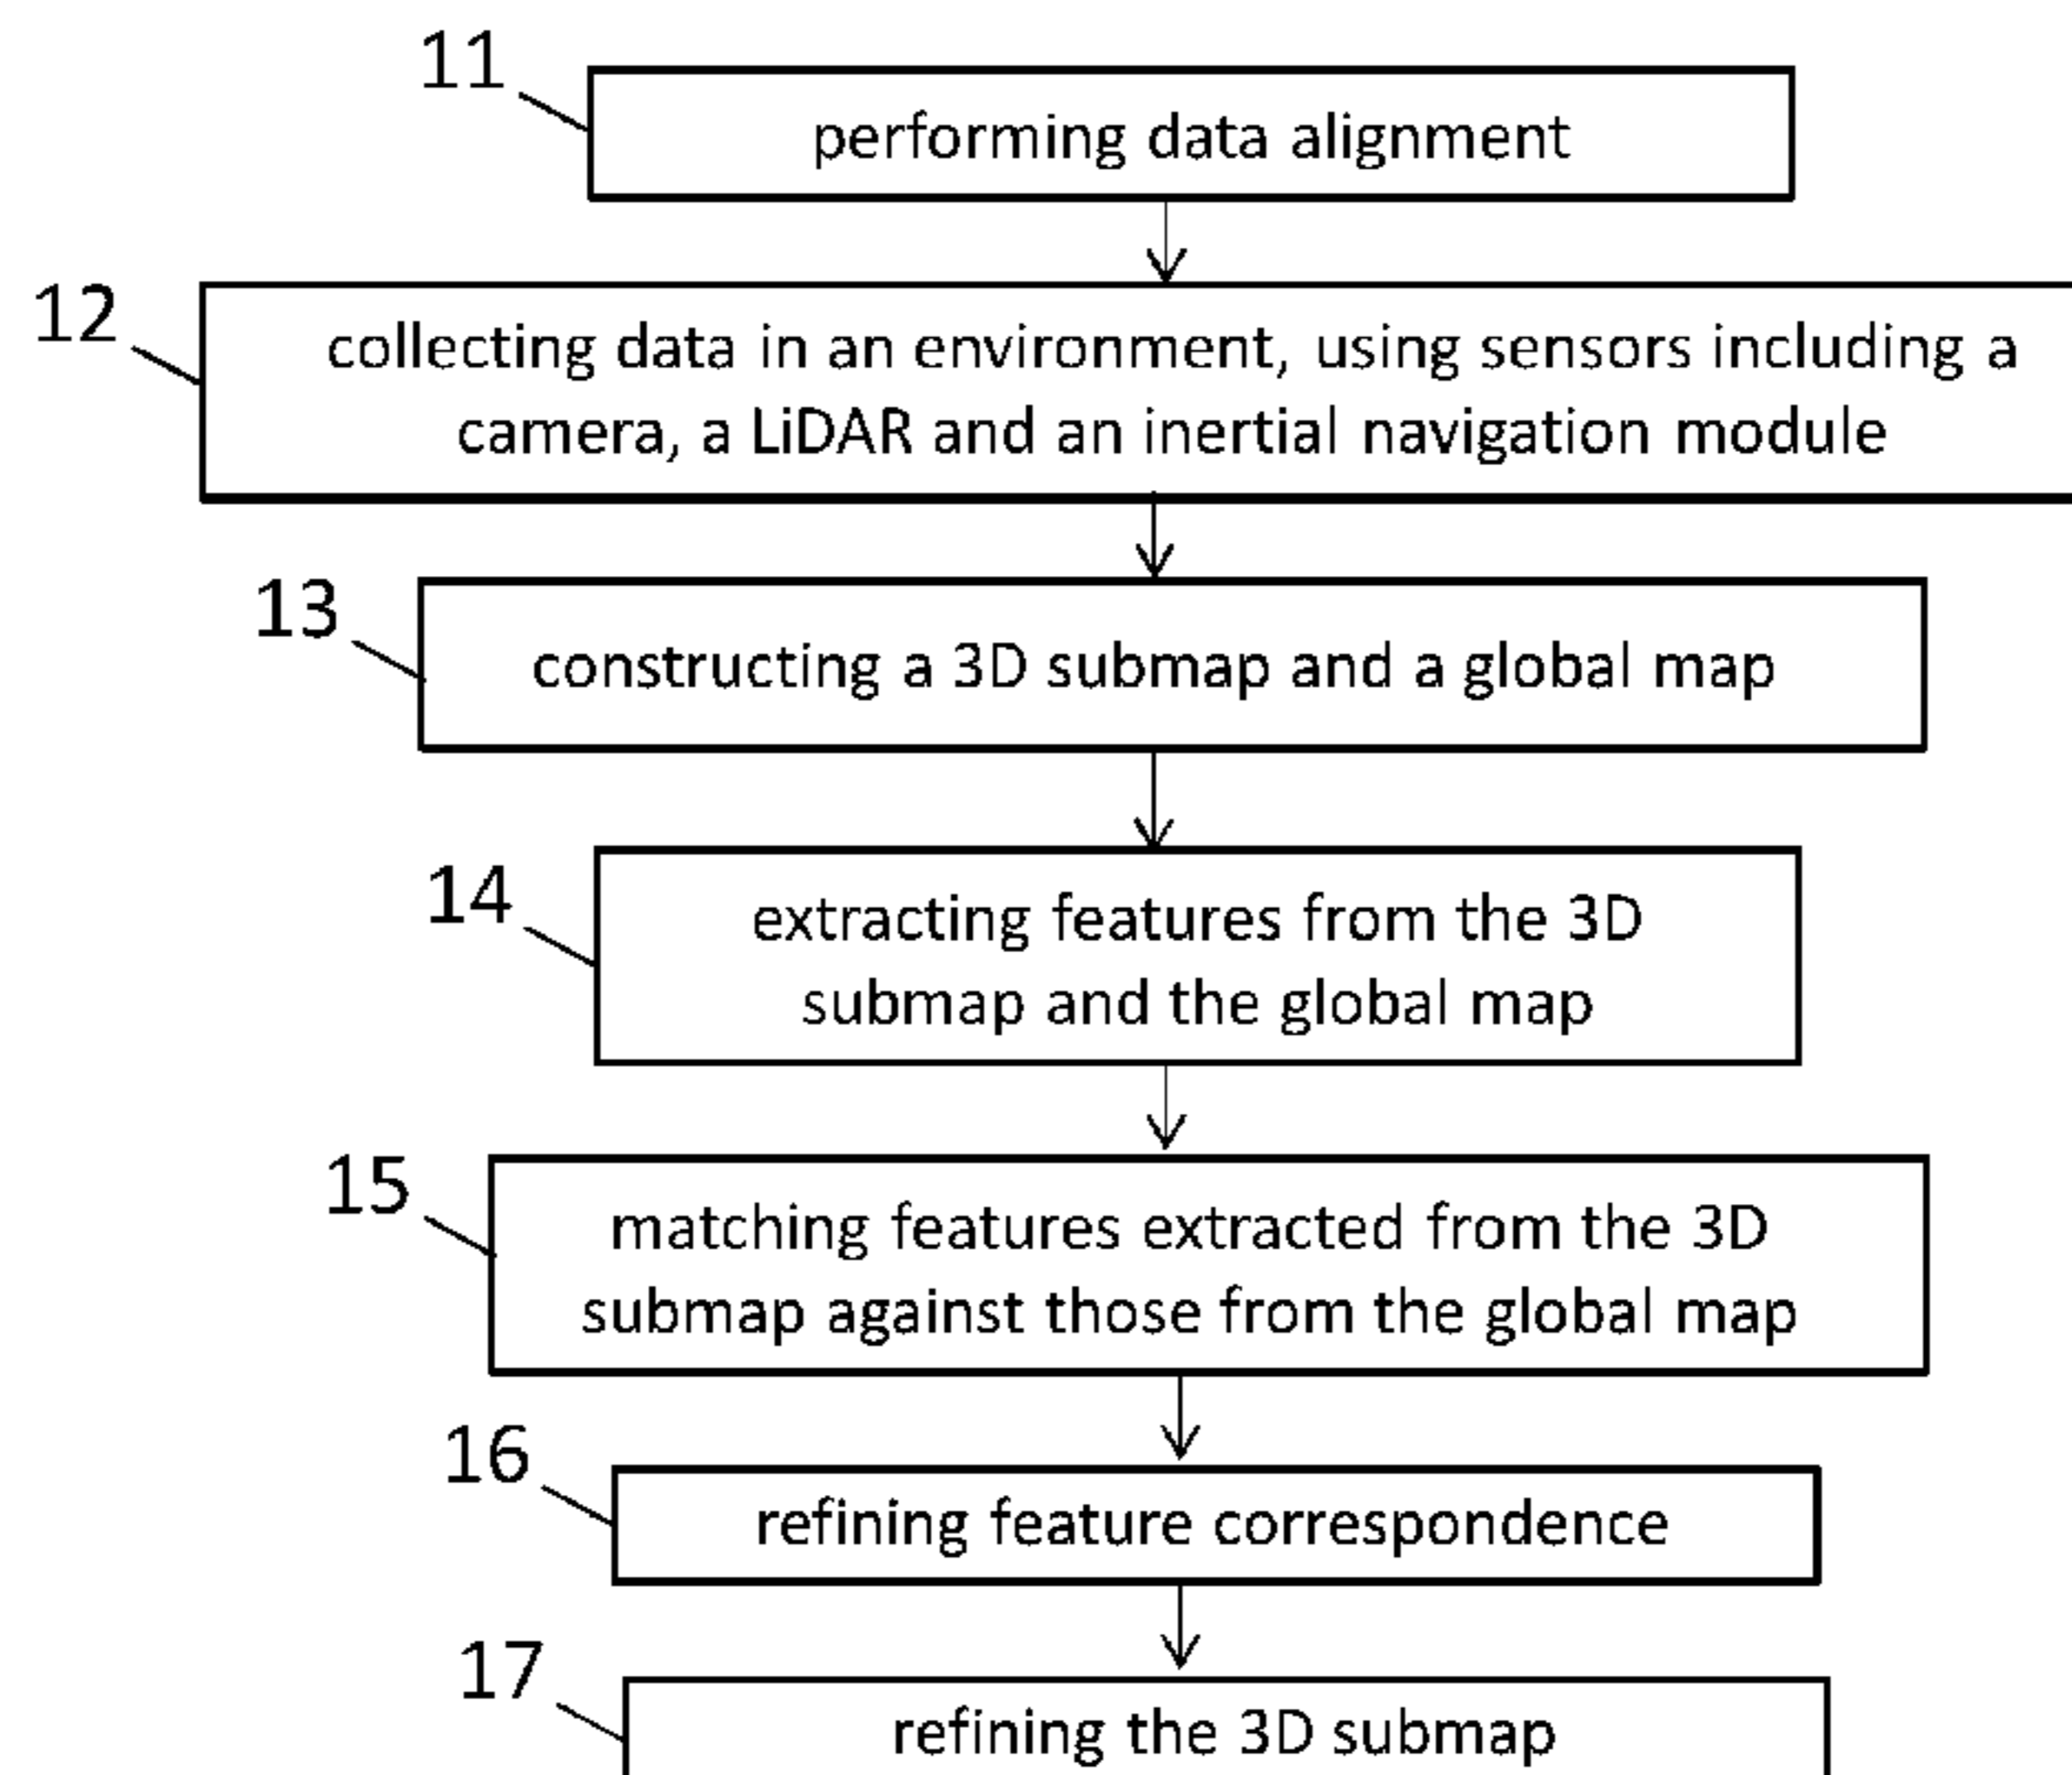 11
performing data alignment
12
collecting data in an environment, using sensors including a
camera, a LiDAR and an inertial navigation module
13
constructing a 3D submap and a global map
14
extracting features from the 3D
submap and the global map
15
matching features extracted from the 3D
submap against those from the global map
16
refining feature correspondence
17
refining the 3D submap